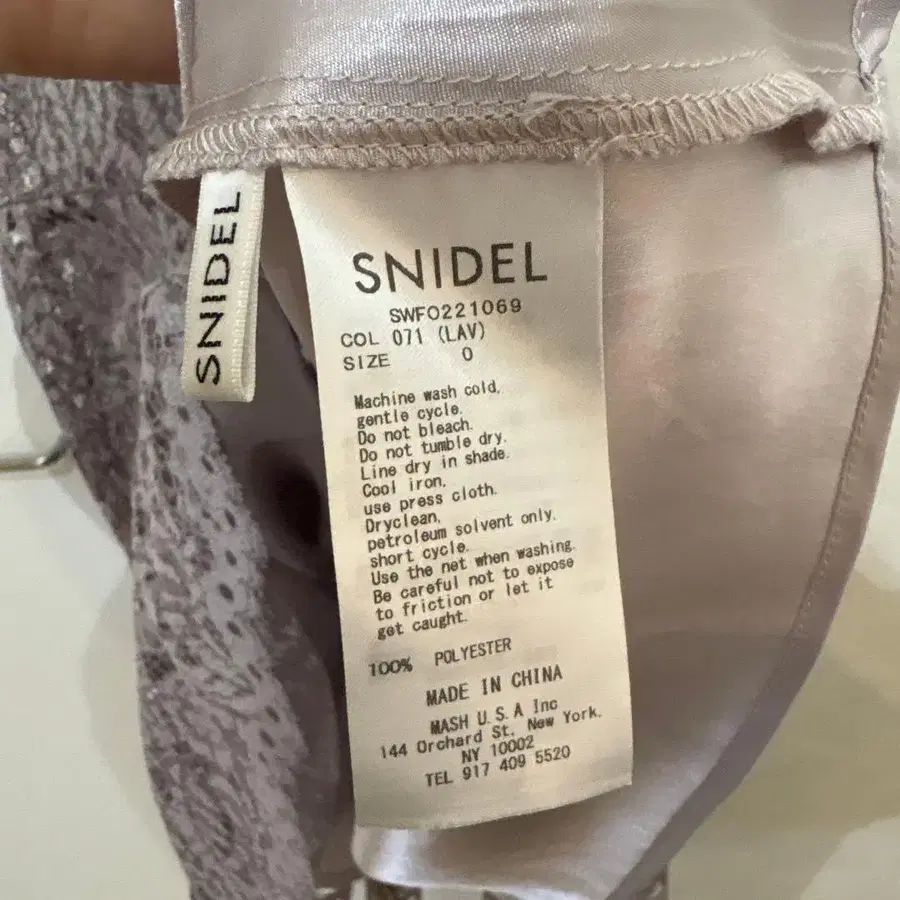 SNIDEL
SNIDEL
SWFO221069
COL 071 (LAV)
SIZE 0
Machine wash cold,
gentle cycle.
Do not bleach.
Do not tumble dry.
Line dry in shade.
Cool iron,
use press cloth.
Dryclean,
petroleum solvent only.
short cycle.
Use the net when washing.
Be careful not to expose
to friction or let it
get caught.
100% POLYESTER
MADE IN CHINA
MASH U.S.A Inc
144 Orchard St, New York.
NY 10002
TEL 917 409 5520